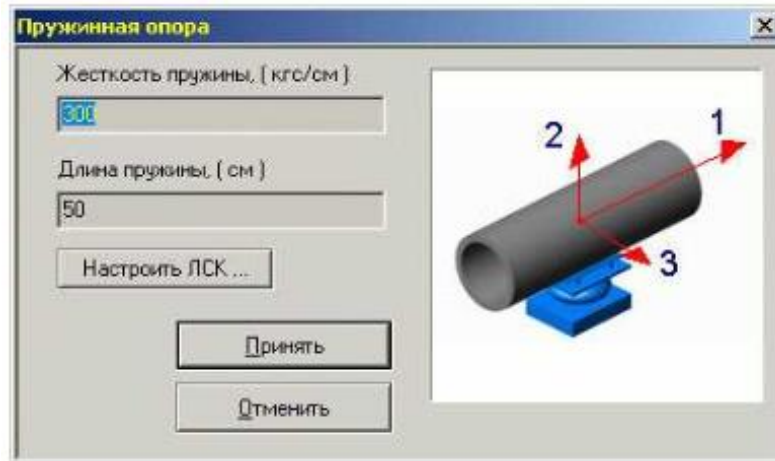 Пружинная опора
Жесткость пружины, ( кгс/см )
300
Длина пружины, ( см )
50
Настроить ЛСК ...
Принять
Отменить
2
1
3